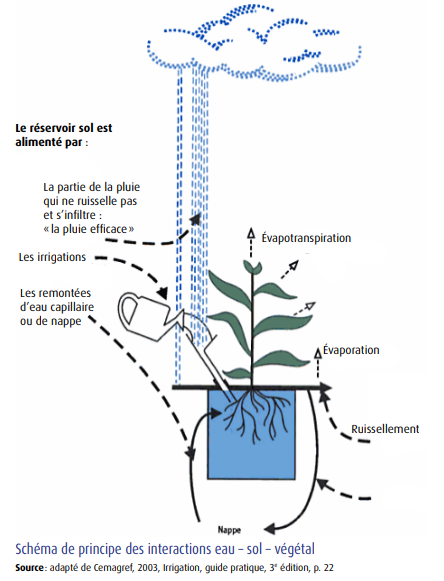 Le réservoir sol est
alimenté par :
La partie de la pluie
qui ne ruisselle pas
et s’infiltre :
« la pluie efficace »
Les irrigations
Les remontées
d’eau capillaire
ou de nappe
Évapotranspiration
Évaporation
Ruissellement
Nappe
Schéma de principe des interactions eau – sol – végétal
Source : adapté de Cemagref, 2003, Irrigation, guide pratique, 3e édition, p. 22